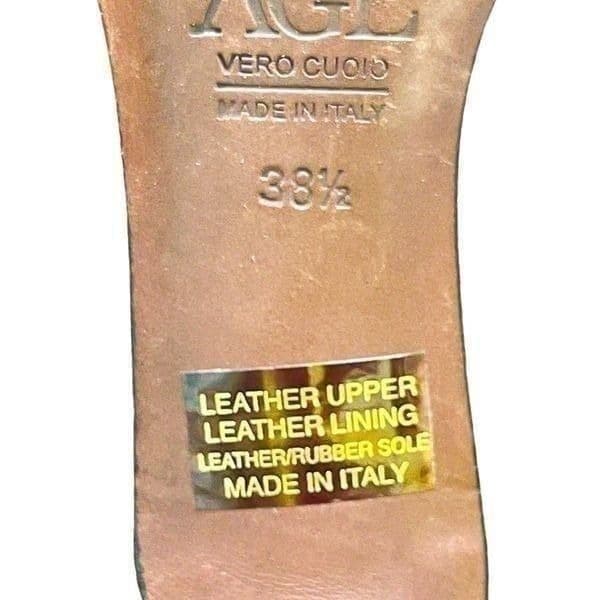 AGL
VERO CUOIO
MADE IN ITALY
38½
LEATHER UPPER
LEATHER LINING
LEATHER/RUBBER SOLE
MADE IN ITALY